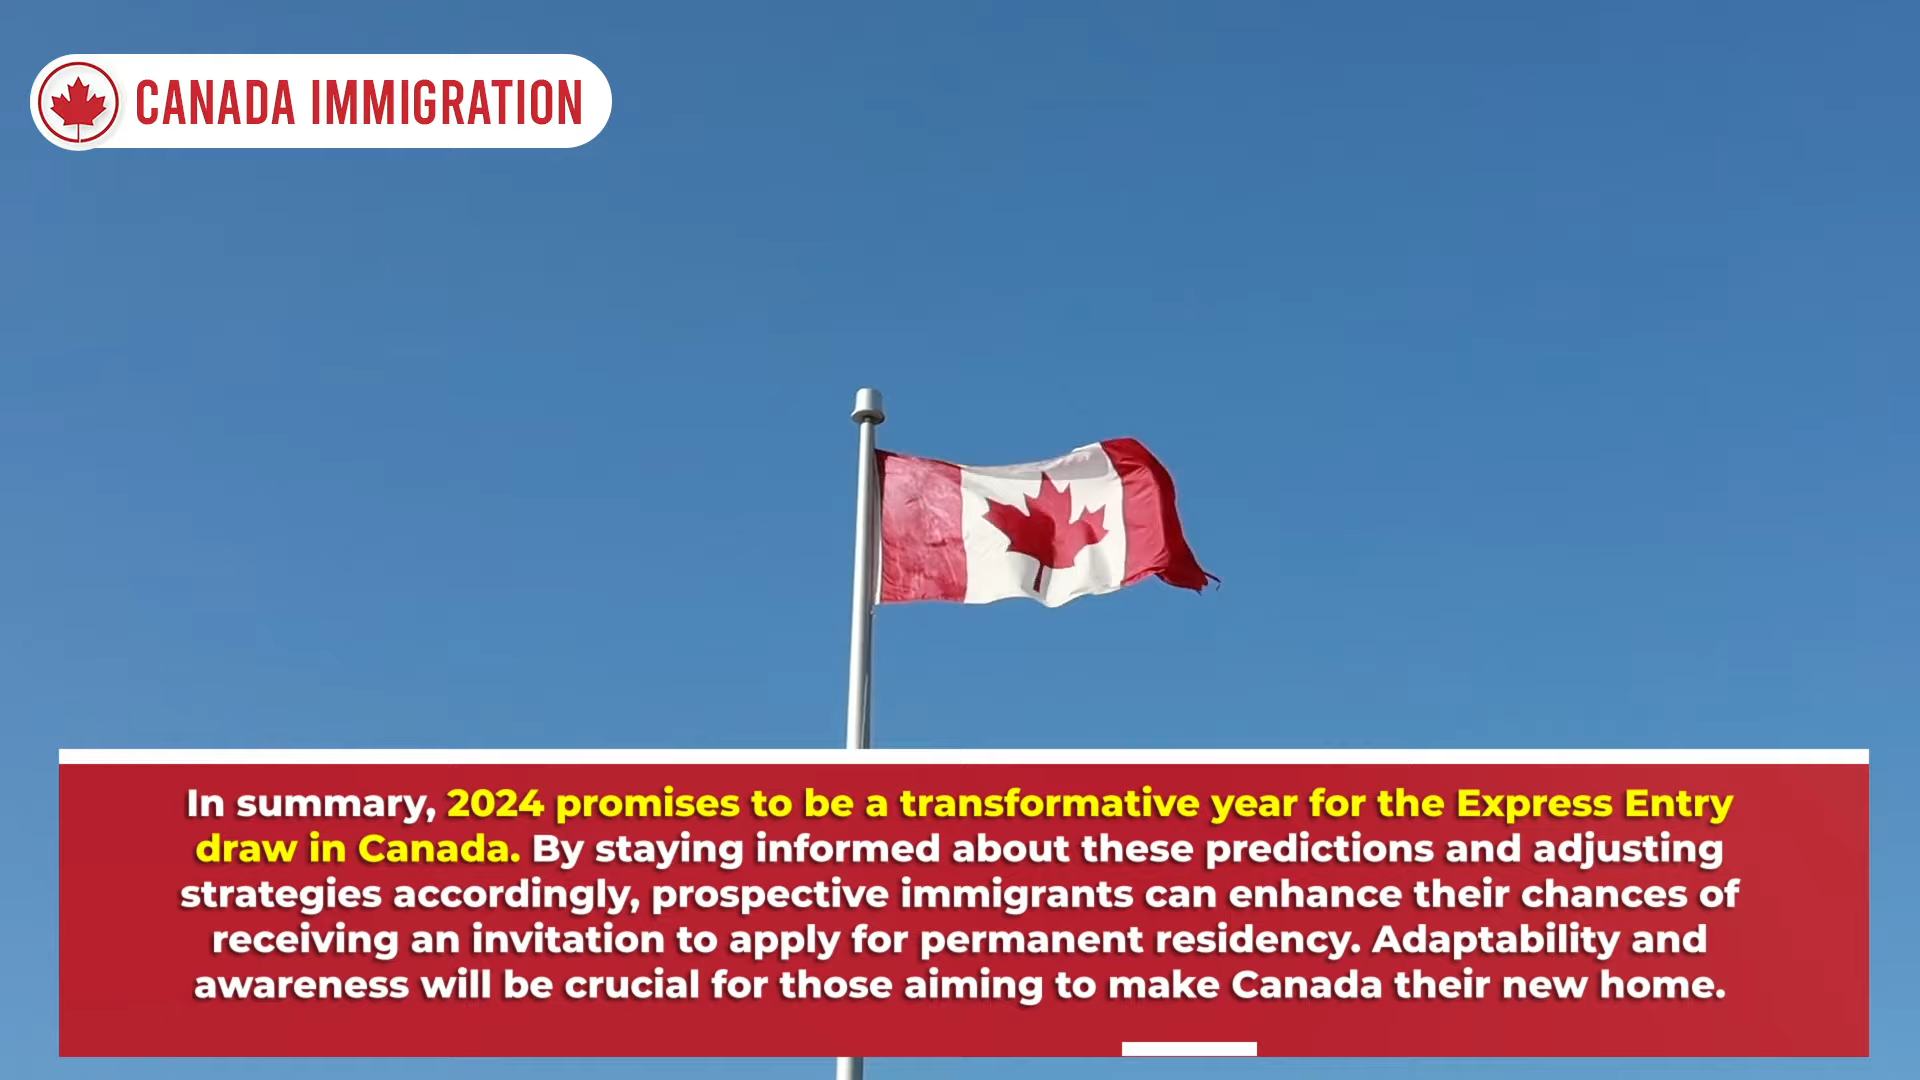 CANADA IMMIGRATION
In summary, 2024 promises to be a transformative year for the Express Entry
draw in Canada. By staying informed about these predictions and adjusting
strategies accordingly, prospective immigrants can enhance their chances of
receiving an invitation to apply for permanent residency. Adaptability and
awareness will be crucial for those aiming to make Canada their new home.